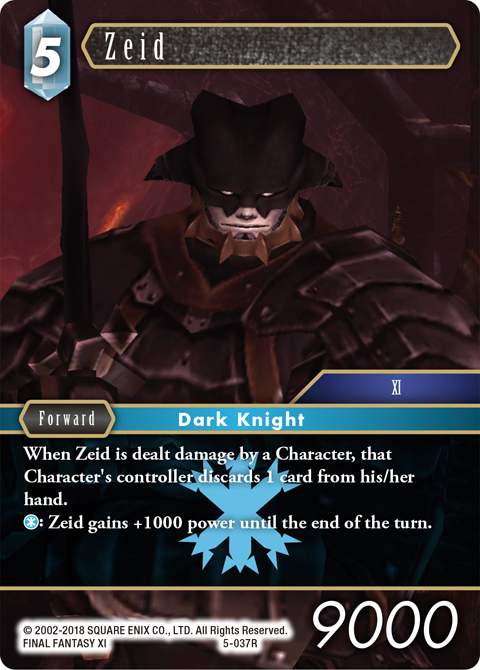 5
Zeid
XI
Forward
Dark Knight
When Zeid is dealt damage by a Character, that
Character's controller discards 1 card from his/her
hand.
: Zeid gains +1000 power until the end of the turn.
© 2002-2018 SQUARE ENIX CO., LTD. All Rights Reserved.
FINAL FANTASY XI
5-037R
9000